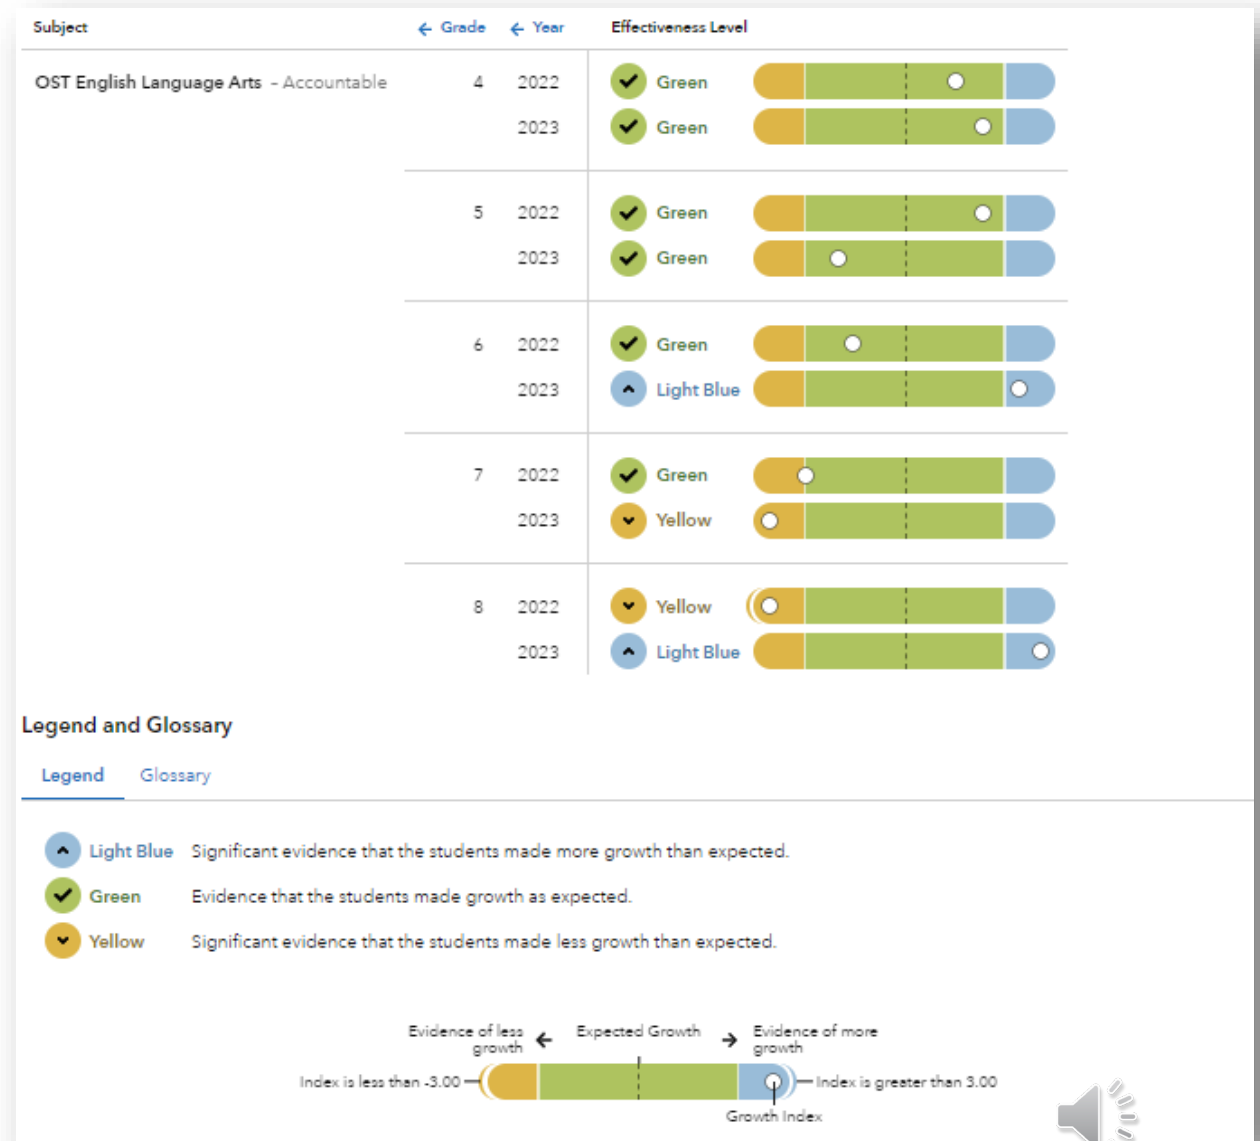 Subject ← Grade ← Year Effectiveness Level
OST English Language Arts - Accountable 4 2022 Green
2023 Green
5 2022 Green
2023 Green
6 2022 Green
2023 Light Blue
7 2022 Green
2023 Yellow
8 2022 Yellow
2023 Light Blue
Legend and Glossary
Legend Glossary
Light Blue Significant evidence that the students made more growth than expected.
Green Evidence that the students made growth as expected.
Yellow Significant evidence that the students made less growth than expected.
Evidence of less growth ← Expected Growth → Evidence of more growth
Index is less than -3.00 Index is greater than 3.00
Growth Index